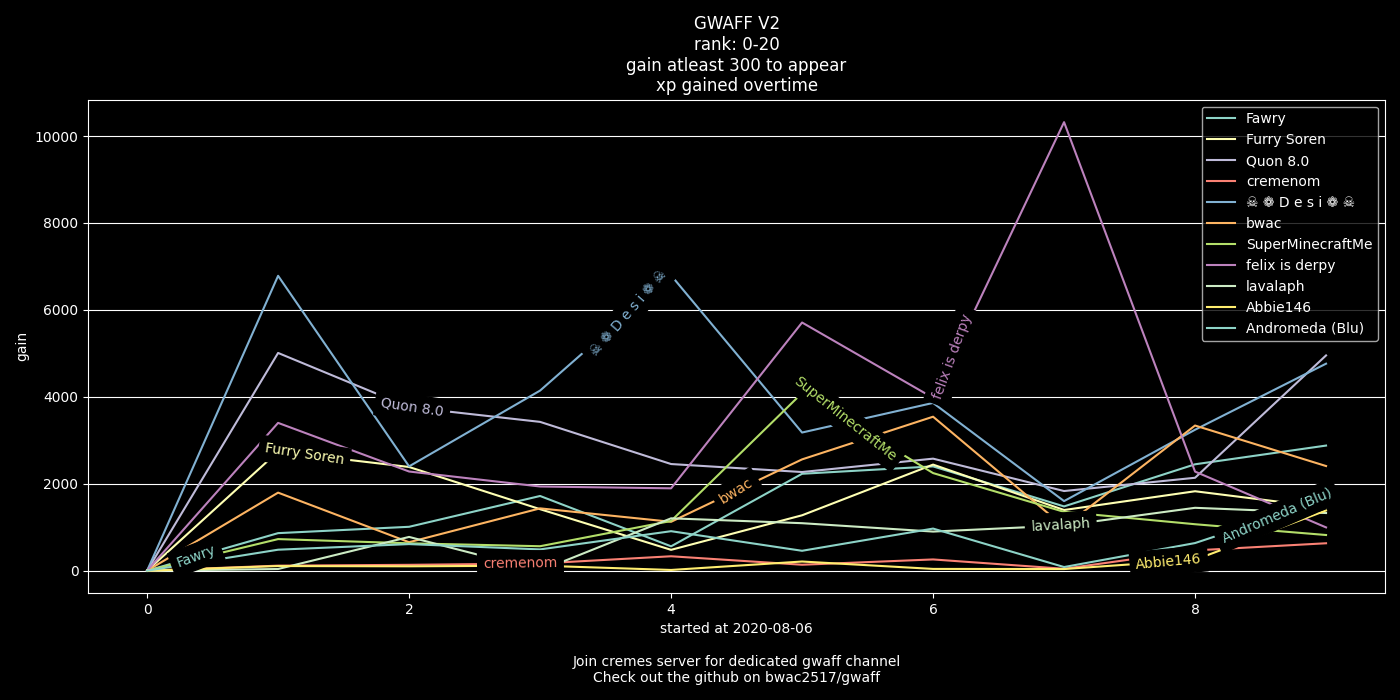 GWAFF V2
rank: 0-20
gain atleast 300 to appear
xp gained overtime
10000
8000
6000
4000
2000
0
gain
Fawry
Furry Soren
Quon 8.0
cremenom
☠ ❁ D e s i ❁ ☠
bwac
SuperMinecraftMe
felix is derpy
lavalaph
Abbie146
Andromeda (Blu)
☠ ❁ D e s i ❁ ☠
felix is derpy
Quon 8.0
SuperMinecraftMe
Furry Soren
bwac
lavalaph
Andromeda (Blu)
Fawry
cremenom
Abbie146
0
2
4
6
8
started at 2020-08-06
Join cremes server for dedicated gwaff channel
Check out the github on bwac2517/gwaff